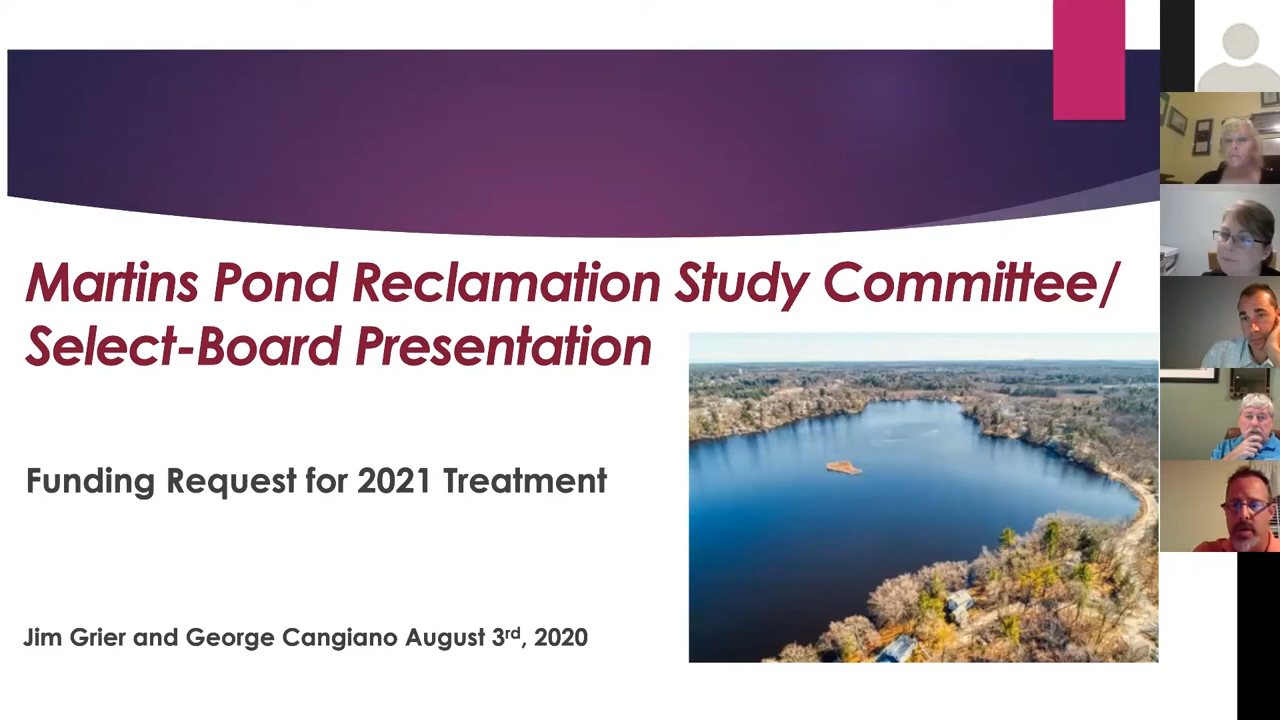 Martins Pond Reclamation Study Committee/
Select-Board Presentation
Funding Request for 2021 Treatment
Jim Grier and George Cangiano August 3rd, 2020